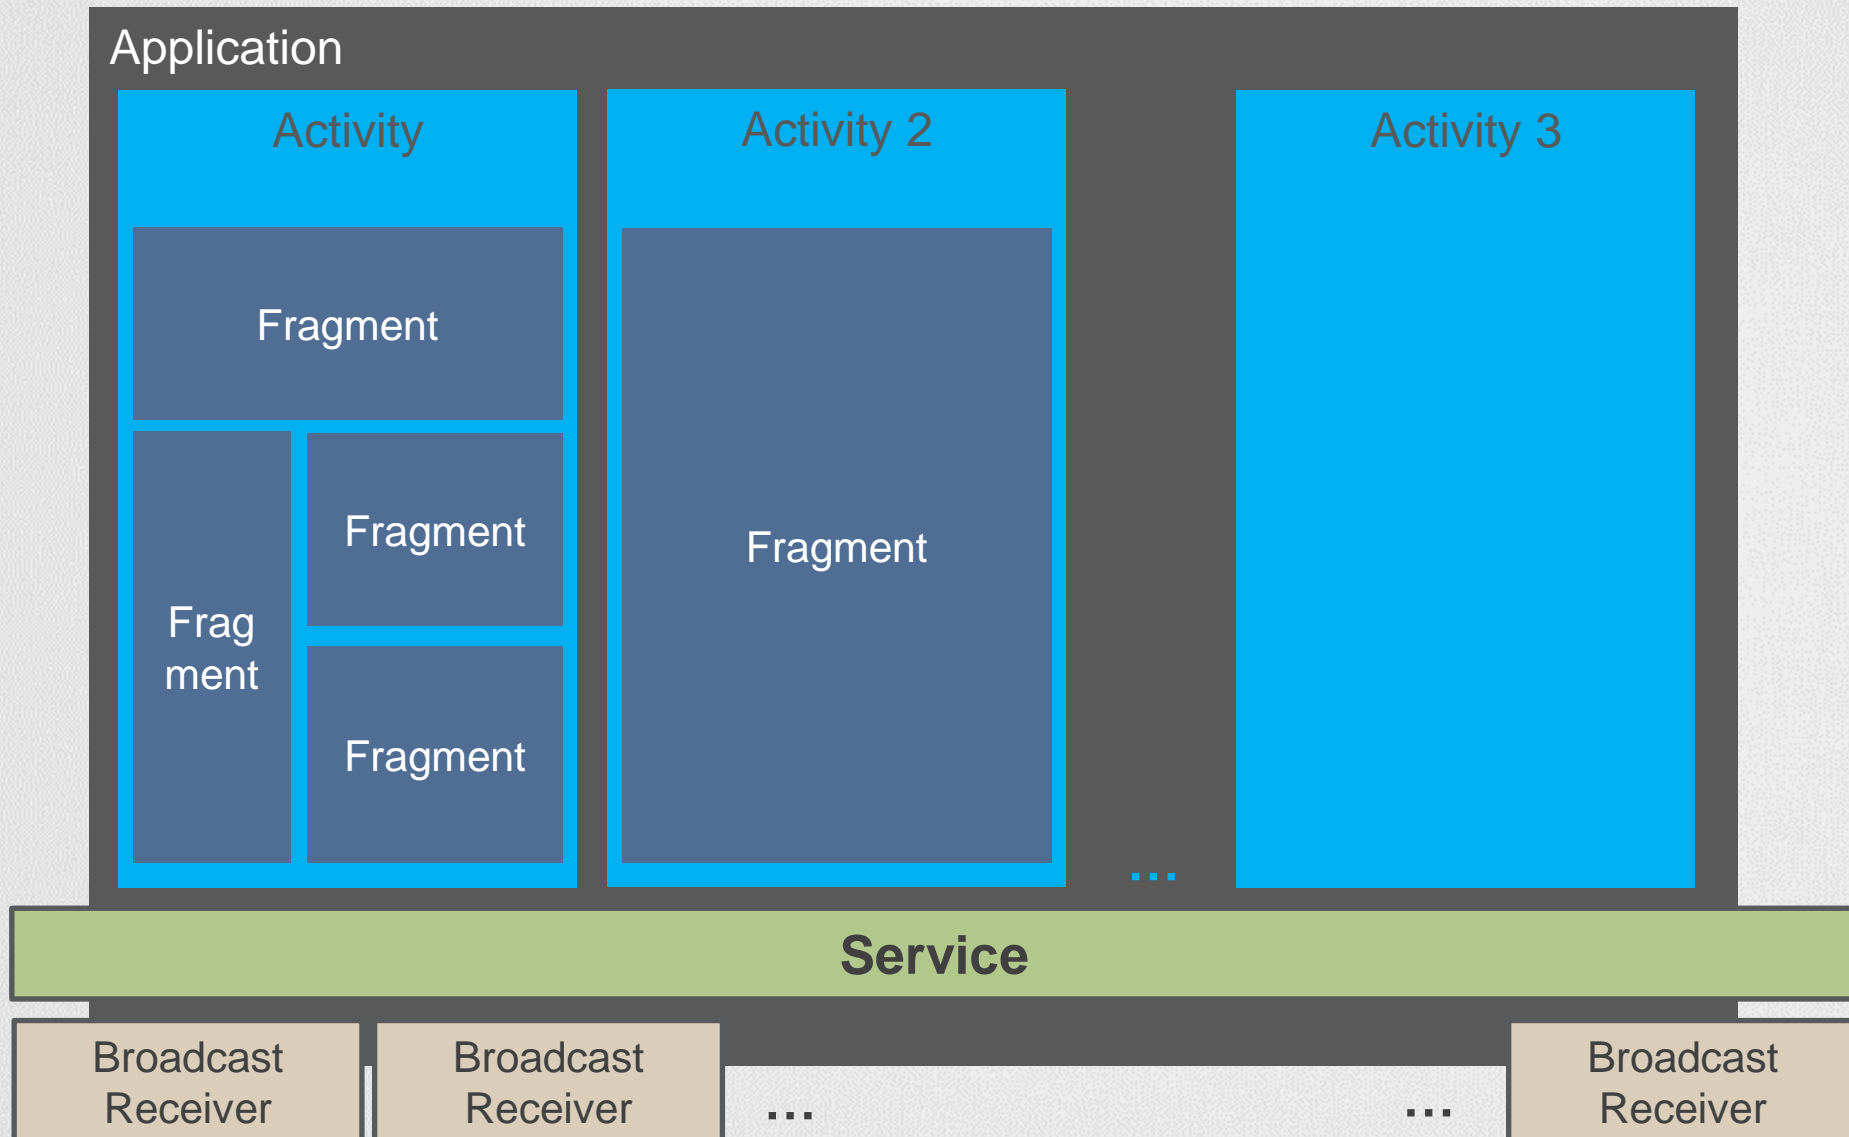 Application
Activity
Fragment
Frag
ment
Fragment
Fragment
Activity 2
Fragment
...
Activity 3
Service
Broadcast
Receiver
Broadcast
Receiver
...
...
Broadcast
Receiver